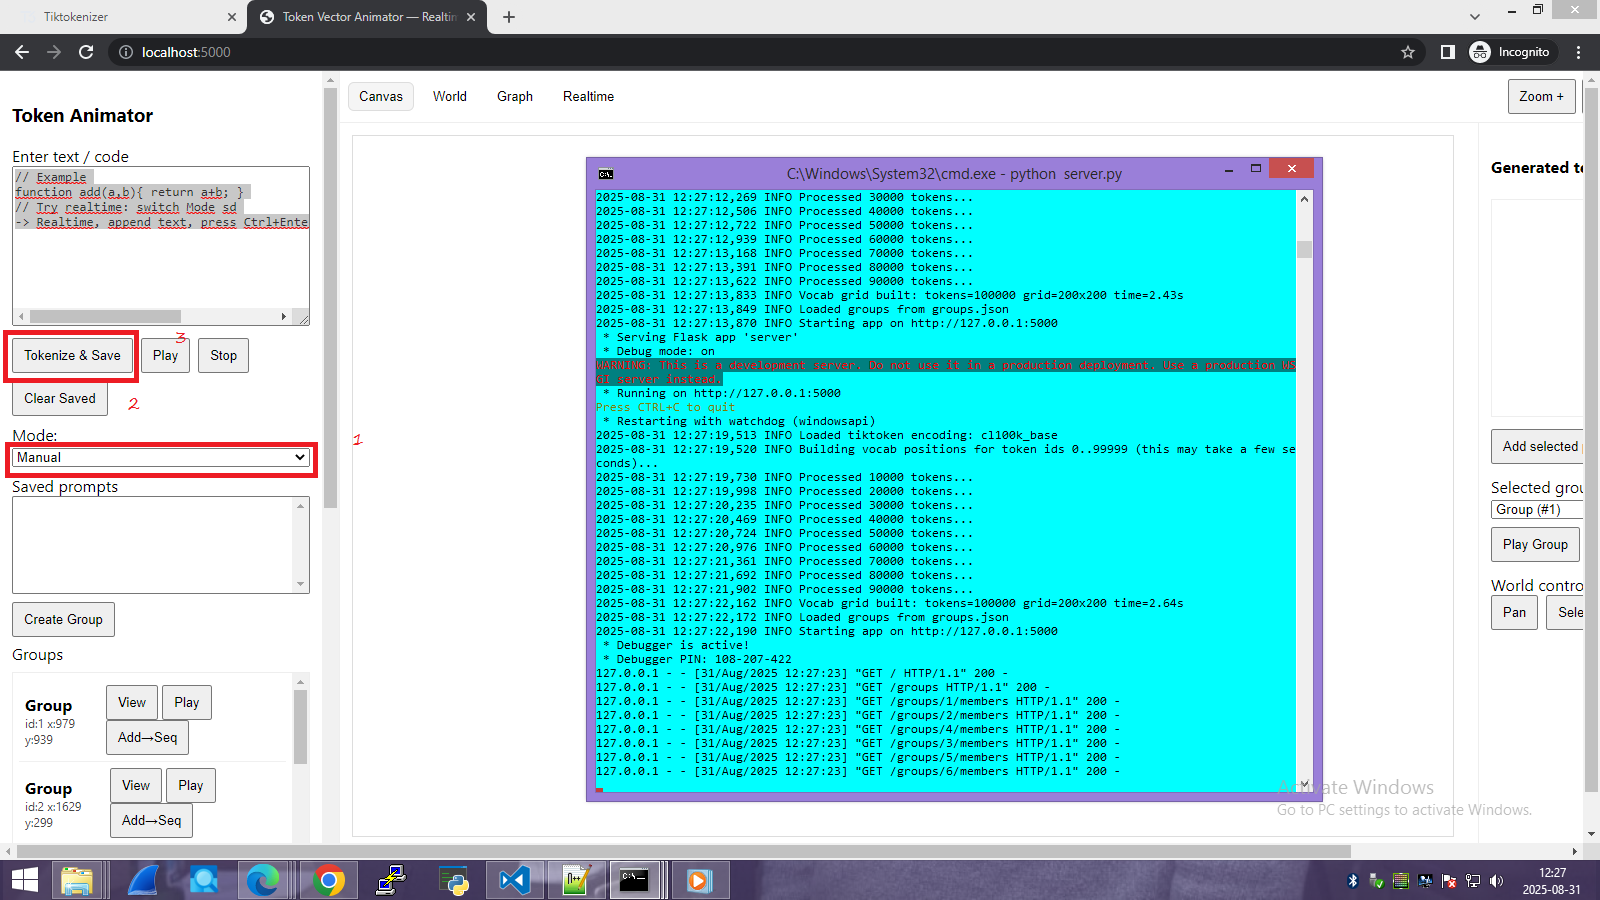 Tiktokenizer
Token Vector Animator — Realtin
localhost:5000
Incognito
Token Animator
Enter text / code
// Example
function add(a,b){ return a+b; }
// Try realtime: switch Mode sd
-> Realtime, append text, press Ctrl+Ente
3
Tokenize & Save
Play
Stop
Clear Saved
2
Mode:
Manual
1
Saved prompts
Create Group
Groups
Group
id:1 x:979
y:939
View
Play
Add→Seq
Group
id:2 x:1629
y:299
View
Play
Add→Seq
Canvas
World
Graph
Realtime
Zoom +
C:\Windows\System32\cmd.exe - python  server.py
2025-08-31 12:27:12,269 INFO Processed 30000 tokens...
2025-08-31 12:27:12,506 INFO Processed 40000 tokens...
2025-08-31 12:27:12,722 INFO Processed 50000 tokens...
2025-08-31 12:27:12,939 INFO Processed 60000 tokens...
2025-08-31 12:27:13,168 INFO Processed 70000 tokens...
2025-08-31 12:27:13,391 INFO Processed 80000 tokens...
2025-08-31 12:27:13,622 INFO Processed 90000 tokens...
2025-08-31 12:27:13,833 INFO Vocab grid built: tokens=100000 grid=200x200 time=2.43s
2025-08-31 12:27:13,849 INFO Loaded groups from groups.json
2025-08-31 12:27:13,870 INFO Starting app on http://127.0.0.1:5000
* Serving Flask app 'server'
* Debug mode: on
WARNING: This is a development server. Do not use it in a production deployment. Use a production WS
GI server instead.
* Running on http://127.0.0.1:5000
Press CTRL+C to quit
* Restarting with watchdog (windowsapi)
2025-08-31 12:27:19,513 INFO Loaded tiktoken encoding: cl100k_base
2025-08-31 12:27:19,520 INFO Building vocab positions for token ids 0..99999 (this may take a few se
conds)...
2025-08-31 12:27:19,730 INFO Processed 10000 tokens...
2025-08-31 12:27:19,998 INFO Processed 20000 tokens...
2025-08-31 12:27:20,235 INFO Processed 30000 tokens...
2025-08-31 12:27:20,469 INFO Processed 40000 tokens...
2025-08-31 12:27:20,724 INFO Processed 50000 tokens...
2025-08-31 12:27:20,976 INFO Processed 60000 tokens...
2025-08-31 12:27:21,361 INFO Processed 70000 tokens...
2025-08-31 12:27:21,692 INFO Processed 80000 tokens...
2025-08-31 12:27:21,902 INFO Processed 90000 tokens...
2025-08-31 12:27:22,162 INFO Vocab grid built: tokens=100000 grid=200x200 time=2.64s
2025-08-31 12:27:22,172 INFO Loaded groups from groups.json
2025-08-31 12:27:22,190 INFO Starting app on http://127.0.0.1:5000
* Debugger is active!
* Debugger PIN: 108-207-422
127.0.0.1 - - [31/Aug/2025 12:27:23] "GET / HTTP/1.1" 200 -
127.0.0.1 - - [31/Aug/2025 12:27:23] "GET /groups HTTP/1.1" 200 -
127.0.0.1 - - [31/Aug/2025 12:27:23] "GET /groups/1/members HTTP/1.1" 200 -
127.0.0.1 - - [31/Aug/2025 12:27:23] "GET /groups/2/members HTTP/1.1" 200 -
127.0.0.1 - - [31/Aug/2025 12:27:23] "GET /groups/4/members HTTP/1.1" 200 -
127.0.0.1 - - [31/Aug/2025 12:27:23] "GET /groups/3/members HTTP/1.1" 200 -
127.0.0.1 - - [31/Aug/2025 12:27:23] "GET /groups/5/members HTTP/1.1" 200 -
127.0.0.1 - - [31/Aug/2025 12:27:23] "GET /groups/6/members HTTP/1.1" 200 -
Generated te
Add selected
Selected grou
Group (#1)
Play Group
World contro
Pan
Sele
Activate Windows
Go to PC settings to activate Windows.
12:27
2025-08-31